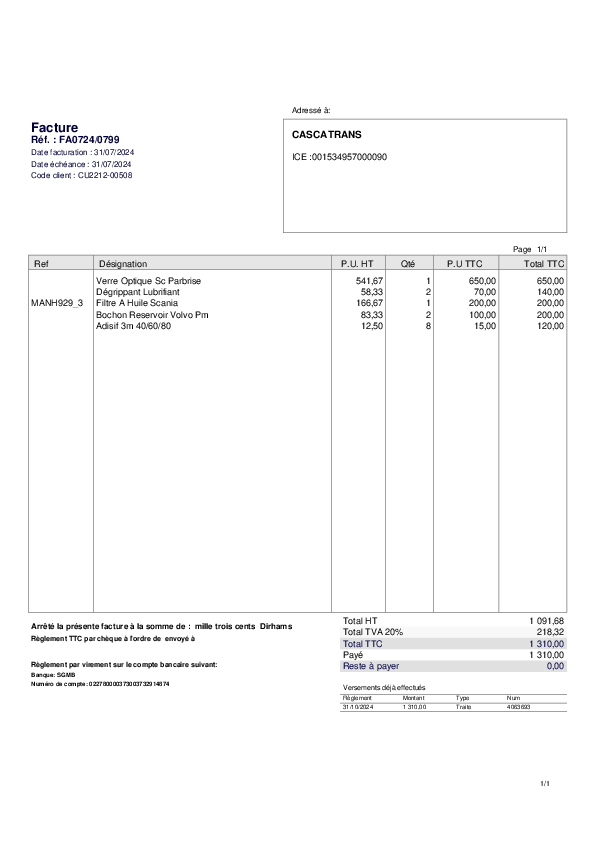 Adressé à:
Facture
Réf. : FA0724/0799
Date facturation : 31/07/2024
Date échéance : 31/07/2024
Code client : CU2212-00508
CASCATRANS
ICE :001534957000090
Page 1/1
Ref Désignation P.U. HT Qté P.U TTC Total TTC
Verre Optique Sc Parbrise 541,67 1 650,00 650,00
Dégrippant Lubrifiant 58,33 2 70,00 140,00
MANH929_3 Filtre A Huile Scania 166,67 1 200,00 200,00
Bochon Reservoir Volvo Pm 83,33 2 100,00 200,00
Adisif 3m 40/60/80 12,50 8 15,00 120,00
Arrêté la présente facture à la somme de : mille trois cents Dirhams
Règlement TTC par chèque à l'ordre de envoyé à
Règlement par virement sur le compte bancaire suivant:
Banque: SGMB
Numéro de compte: 022780000373003732914874
Total HT 1 091,68
Total TVA 20% 218,32
Total TTC 1 310,00
Payé 1 310,00
Reste à payer 0,00
Versements déjà effectués
Règlement Montant Type Num
31/10/2024 1 310,00 Traite 4063693
1/1